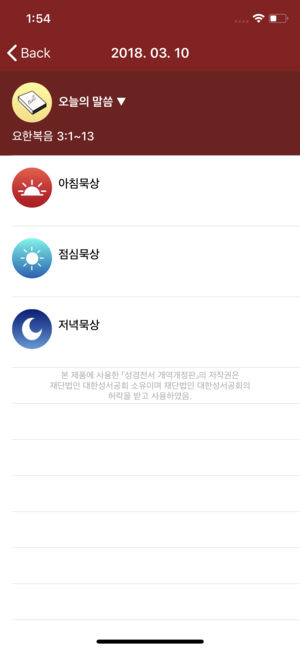 1:54
Back
2018. 03. 10
오늘의 말씀 ▼
요한복음 3:1~13
아침묵상
점심묵상
저녁묵상
본 제품에 사용한 「성경전서 개역개정판」의 저작권은
재단법인 대한성서공회 소유이며 재단법인 대한성서공회의
허락을 받고 사용하였음.